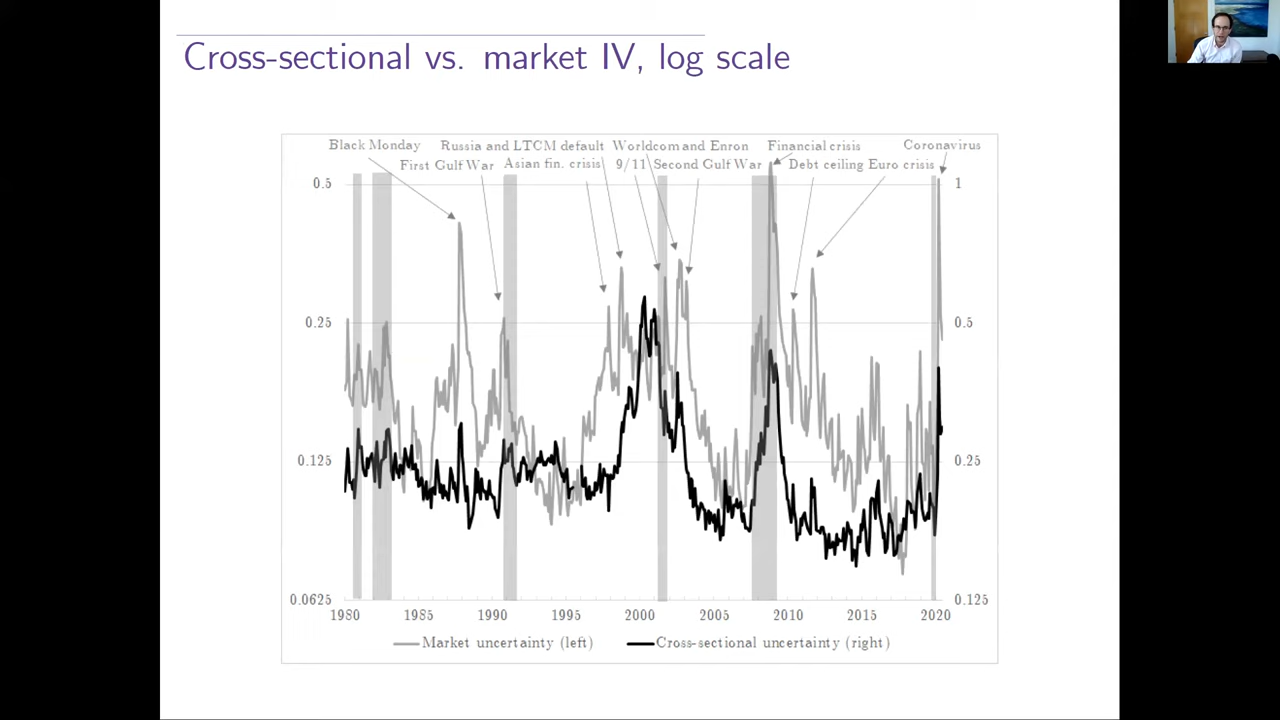 Cross-sectional vs. market IV, log scale
Black Monday Russia and LTCM default Worldcom and Enron Financial crisis Coronavirus
First Gulf War Asian fin. crisis 9/11 Second Gulf War Debt ceiling Euro crisis
0.5 1
0.25 0.5
0.125 0.25
0.0625 0.125
1980 1985 1990 1995 2000 2005 2010 2015 2020
Market uncertainty (left) Cross-sectional uncertainty (right)